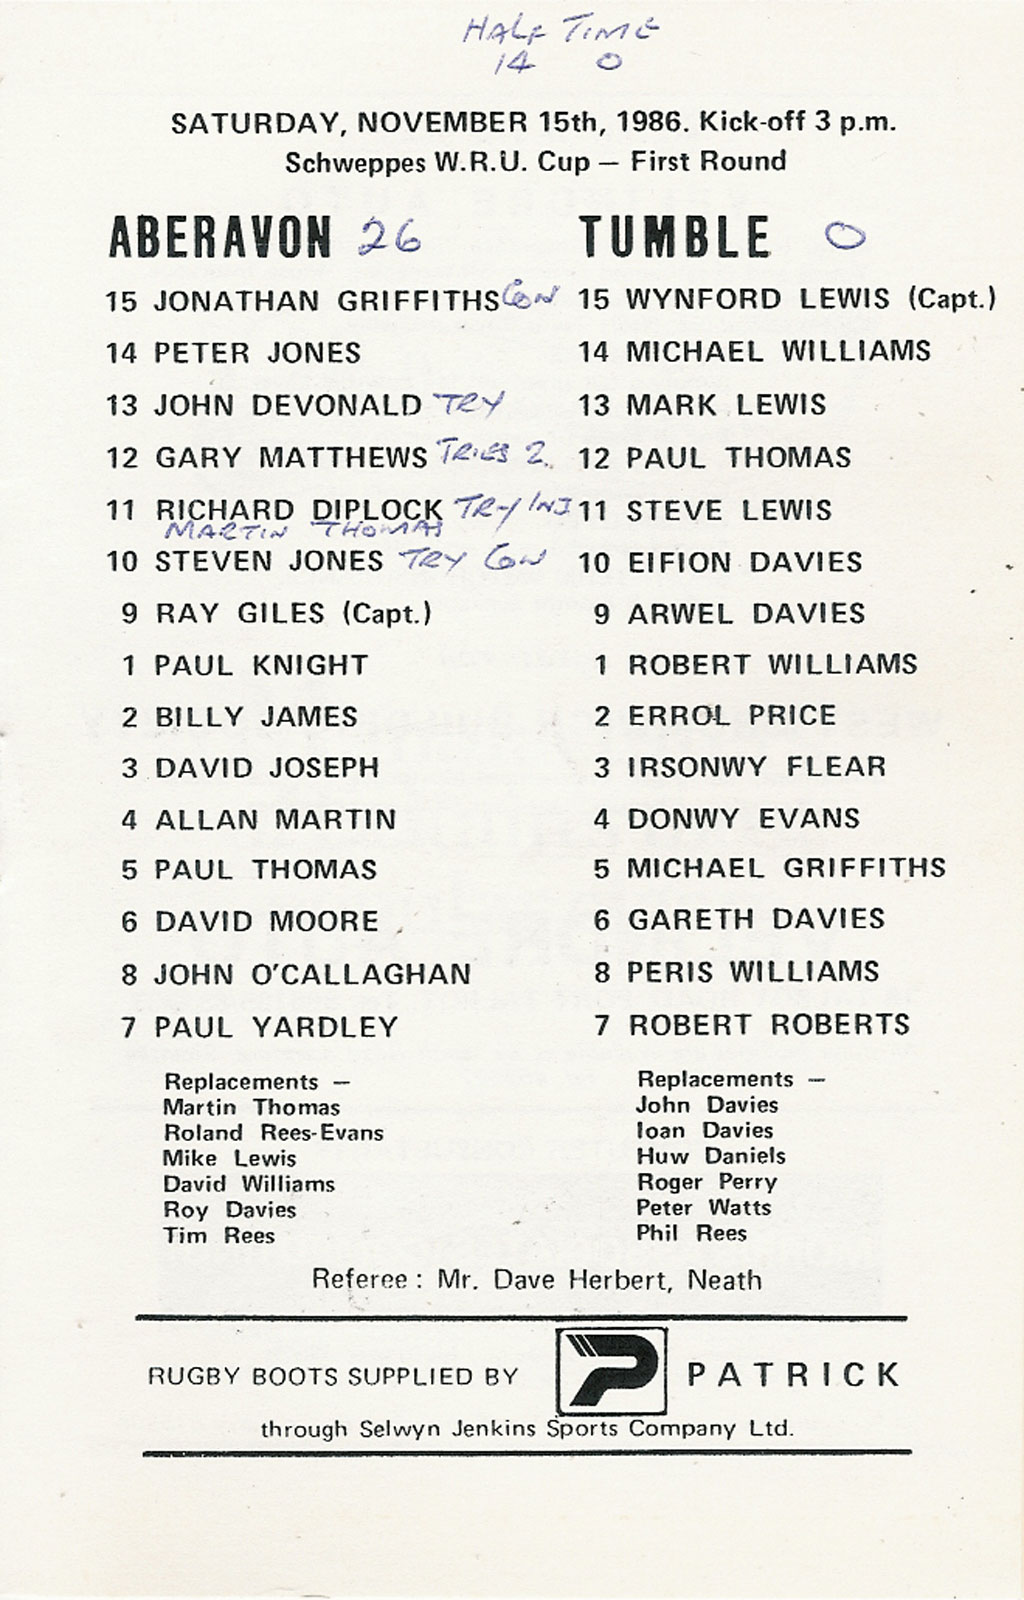 HALF TIME
14 0
SATURDAY, NOVEMBER 15th, 1986. Kick-off 3 p.m.
Schweppes W.R.U. Cup — First Round
ABERAVON 26
15 JONATHAN GRIFFITHS CON
14 PETER JONES
13 JOHN DEVONALD TRY
12 GARY MATTHEWS TRIES 2.
11 RICHARD DIPLOCK TRY INJ
MARTIN THOMAS
10 STEVEN JONES TRY CON
9 RAY GILES (Capt.)
1 PAUL KNIGHT
2 BILLY JAMES
3 DAVID JOSEPH
4 ALLAN MARTIN
5 PAUL THOMAS
6 DAVID MOORE
8 JOHN O'CALLAGHAN
7 PAUL YARDLEY
Replacements —
Martin Thomas
Roland Rees-Evans
Mike Lewis
David Williams
Roy Davies
Tim Rees
TUMBLE 0
15 WYNFORD LEWIS (Capt.)
14 MICHAEL WILLIAMS
13 MARK LEWIS
12 PAUL THOMAS
11 STEVE LEWIS
10 EIFION DAVIES
9 ARWEL DAVIES
1 ROBERT WILLIAMS
2 ERROL PRICE
3 IRSONWY FLEAR
4 DONWY EVANS
5 MICHAEL GRIFFITHS
6 GARETH DAVIES
8 PERIS WILLIAMS
7 ROBERT ROBERTS
Replacements —
John Davies
Ioan Davies
Huw Daniels
Roger Perry
Peter Watts
Phil Rees
Referee : Mr. Dave Herbert, Neath
RUGBY BOOTS SUPPLIED BY P PATRICK
through Selwyn Jenkins Sports Company Ltd.